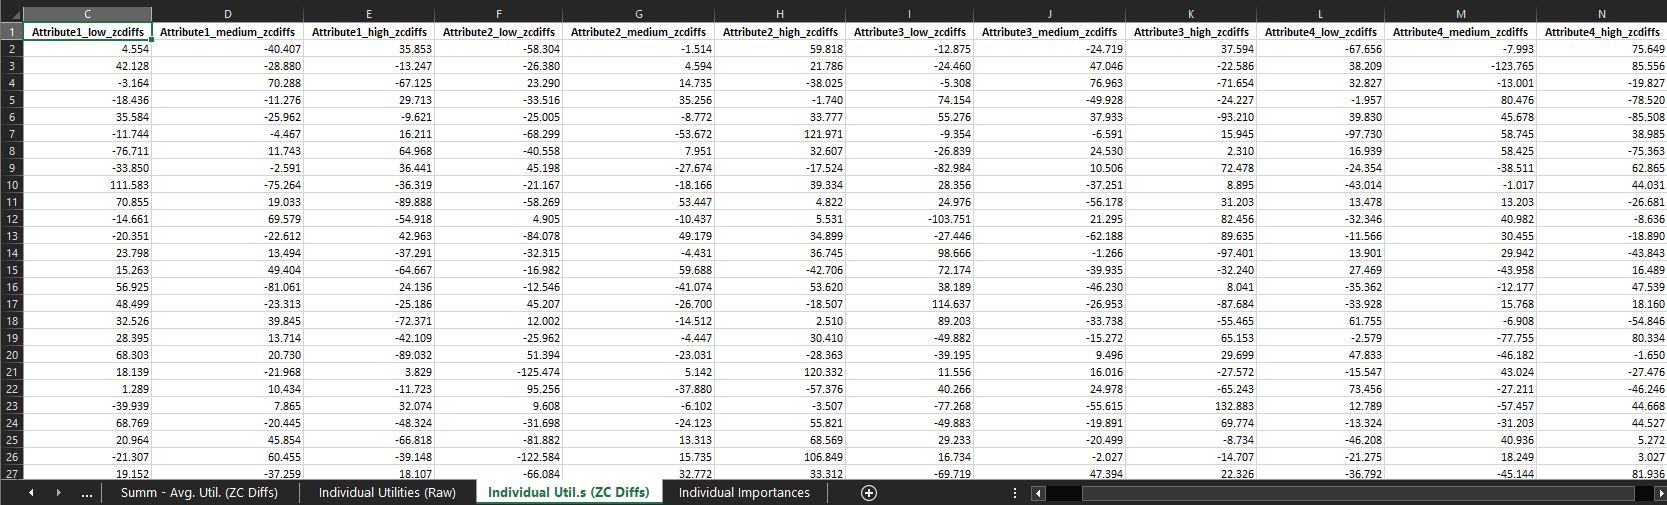 C D E F G H I J K L M N
1 Attribute1_low_zcdiffs Attribute1_medium_zcdiffs Attribute1_high_zcdiffs Attribute2_low_zcdiffs Attribute2_medium_zcdiffs Attribute2_high_zcdiffs Attribute3_low_zcdiffs Attribute3_medium_zcdiffs Attribute3_high_zcdiffs Attribute4_low_zcdiffs Attribute4_medium_zcdiffs Attribute4_high_zcdiffs
2 4.554 -40.407 35.853 -58.304 -1.514 59.818 -12.875 -24.719 37.594 -67.656 -7.993 75.649
3 42.128 -28.880 -13.247 -26.380 4.594 21.786 -24.460 47.046 -22.586 38.209 -123.765 85.556
4 -3.164 70.288 -67.125 23.290 14.735 -38.025 -5.308 76.963 -71.654 32.827 -13.001 -19.827
5 -18.436 -11.276 29.713 -33.516 35.256 -1.740 74.154 -49.928 -24.227 -1.957 80.476 -78.520
6 35.584 -25.962 -9.621 -25.005 -8.772 33.777 55.276 37.933 -93.210 39.830 45.678 -85.508
7 -11.744 -4.467 16.211 -68.299 -53.672 121.971 -9.354 -6.591 15.945 -97.730 58.745 38.985
8 -76.711 11.743 64.968 -40.558 7.951 32.607 -26.839 24.530 2.310 16.939 58.425 -75.363
9 -33.850 -2.591 36.441 45.198 -27.674 -17.524 -82.984 10.506 72.478 -24.354 -38.511 62.865
10 111.583 -75.264 -36.319 -21.167 -18.166 39.334 28.356 -37.251 8.895 -43.014 -1.017 44.031
11 70.855 19.033 -89.888 -58.269 53.447 4.822 24.976 -56.178 31.203 13.478 13.203 -26.681
12 -14.661 69.579 -54.918 4.905 -10.437 5.531 -103.751 21.295 82.456 -32.346 40.982 -8.636
13 -20.351 -22.612 42.963 -84.078 49.179 34.899 -27.446 -62.188 89.635 -11.566 30.455 -18.890
14 23.798 13.494 -37.291 -32.315 -4.431 36.745 98.666 -1.266 -97.401 13.901 29.942 -43.843
15 15.263 49.404 -64.667 -16.982 59.688 -42.706 72.174 -39.935 -32.240 27.469 -43.958 16.489
16 56.925 -81.061 24.136 -12.546 -41.074 53.620 38.189 -46.230 8.041 -35.362 -12.177 47.539
17 48.499 -23.313 -25.186 45.207 -26.700 -18.507 114.637 -26.953 -87.684 -33.928 15.768 18.160
18 32.526 39.845 -72.371 12.002 -14.512 2.510 89.203 -33.738 -55.465 61.755 -6.908 -54.846
19 28.395 13.714 -42.109 -25.962 -4.447 30.410 -49.882 -15.272 65.153 -2.579 -77.755 80.334
20 68.303 20.730 -89.032 51.394 -23.031 -28.363 -39.195 9.496 29.699 47.833 -46.182 -1.650
21 18.139 -21.968 3.829 -125.474 5.142 120.332 11.556 16.016 -27.572 -15.547 43.024 -27.476
22 1.289 10.434 -11.723 95.256 -37.880 -57.376 40.266 24.978 -65.243 73.456 -27.211 -46.246
23 -39.939 7.865 32.074 9.608 -6.102 -3.507 -77.268 -55.615 132.883 12.789 -57.457 44.668
24 68.769 -20.445 -48.324 -31.698 -24.123 55.821 -49.883 -19.891 69.774 -13.324 -31.203 44.527
25 20.964 45.854 -66.818 -81.882 13.313 68.569 29.233 -20.499 -8.734 -46.208 40.936 5.272
26 -21.307 60.455 -39.148 -122.584 15.735 106.849 16.734 -2.027 -14.707 -21.275 18.249 3.027
27 19.152 -37.259 18.107 -66.084 32.772 33.312 -69.719 47.394 22.326 -36.792 -45.144 81.936
... Summ - Avg. Util. (ZC Diffs) Individual Utilities (Raw) Individual Util.s (ZC Diffs) Individual Importances